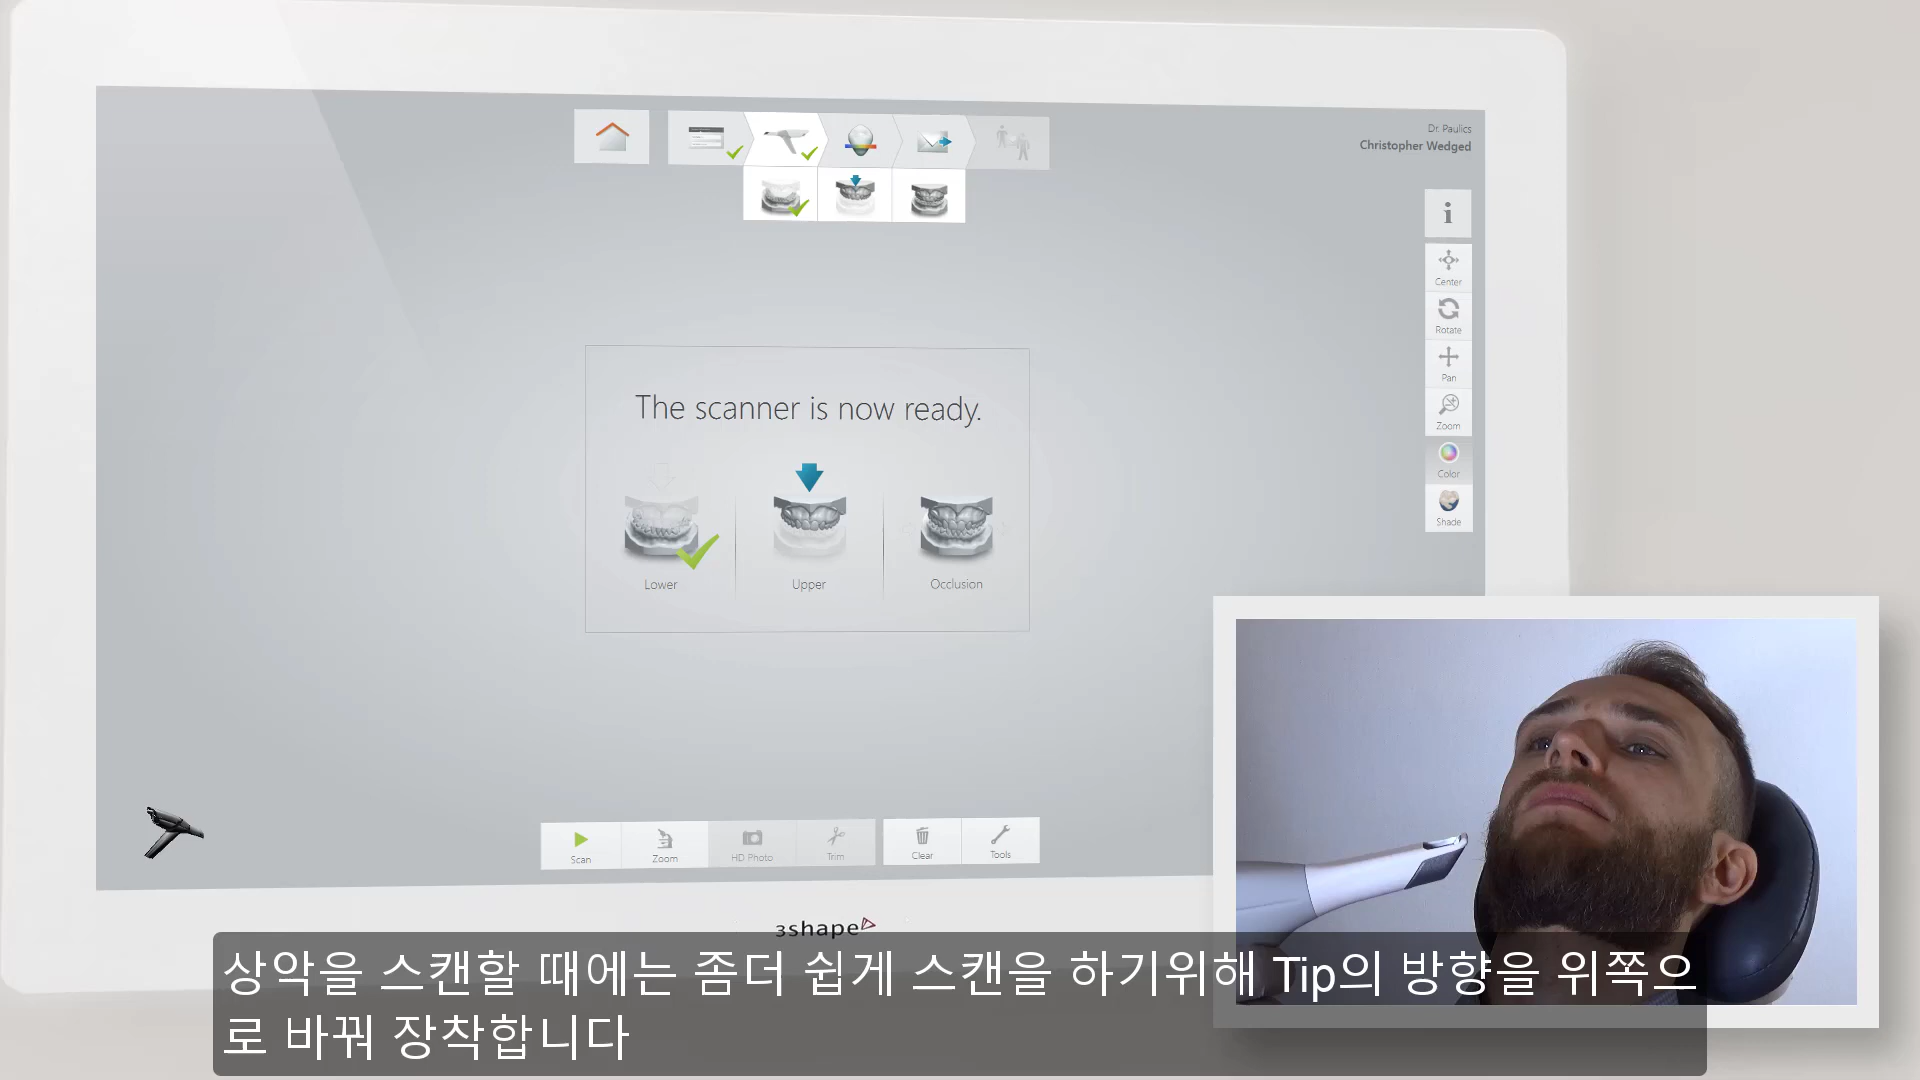 Dr. Paulics
Christopher Wedged
i
Center
Rotate
Pan
Zoom
Color
Shade
The scanner is now ready.
Lower
Upper
Occlusion
Scan
Zoom
HD Photo
Trim
Clear
Tools
3shape
상악을 스캔할 때에는 좀더 쉽게 스캔을 하기위해 Tip의 방향을 위쪽으
로 바꿔 장착합니다